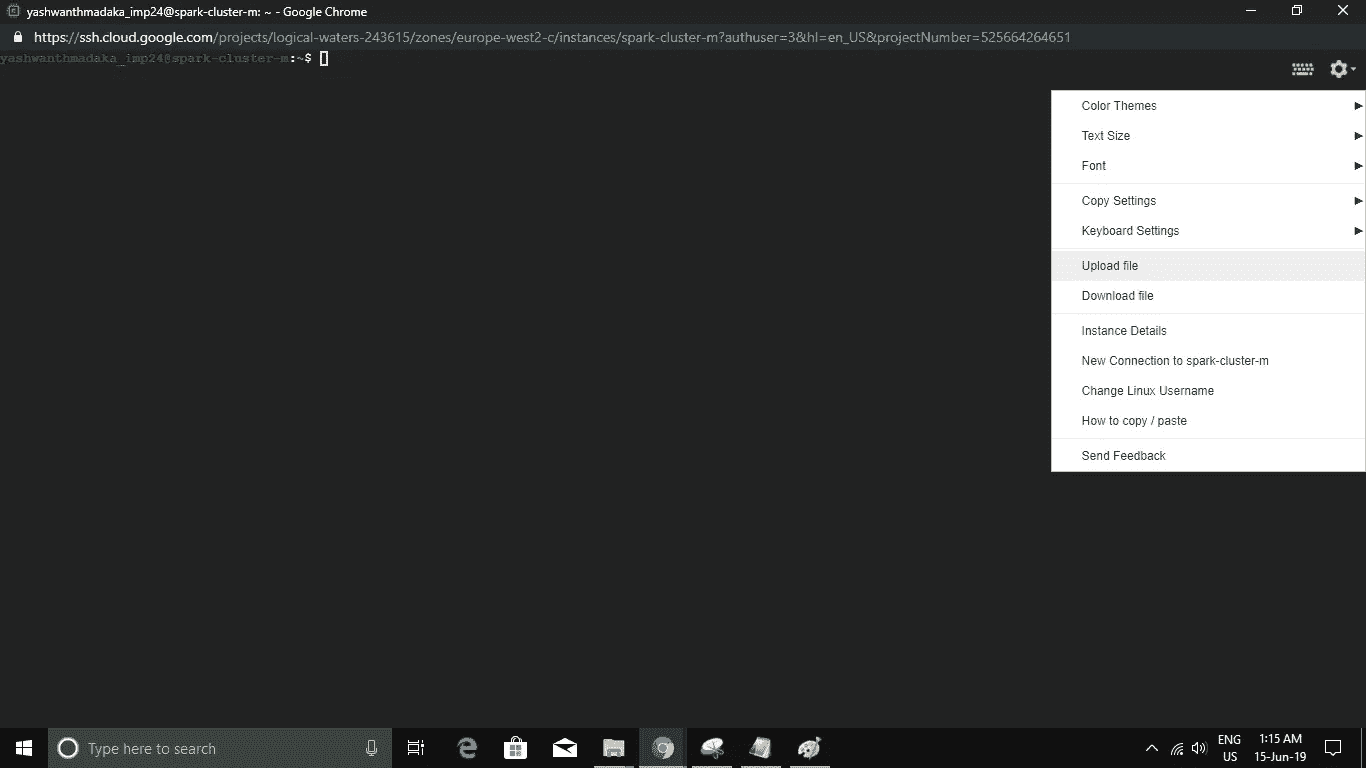 yashwanthmadaka_imp24@spark-cluster-m: ~ - Google Chrome
https://ssh.cloud.google.com/projects/logical-waters-243615/zones/europe-west2-c/instances/spark-cluster-m?authuser=3&hl=en_US&projectNumber=525664264651
yashwanthmadaka_imp24@spark-cluster-m:~$
Color Themes
Text Size
Font
Copy Settings
Keyboard Settings
Upload file
Download file
Instance Details
New Connection to spark-cluster-m
Change Linux Username
How to copy / paste
Send Feedback
Type here to search
ENG
US
1:15 AM
15-Jun-19